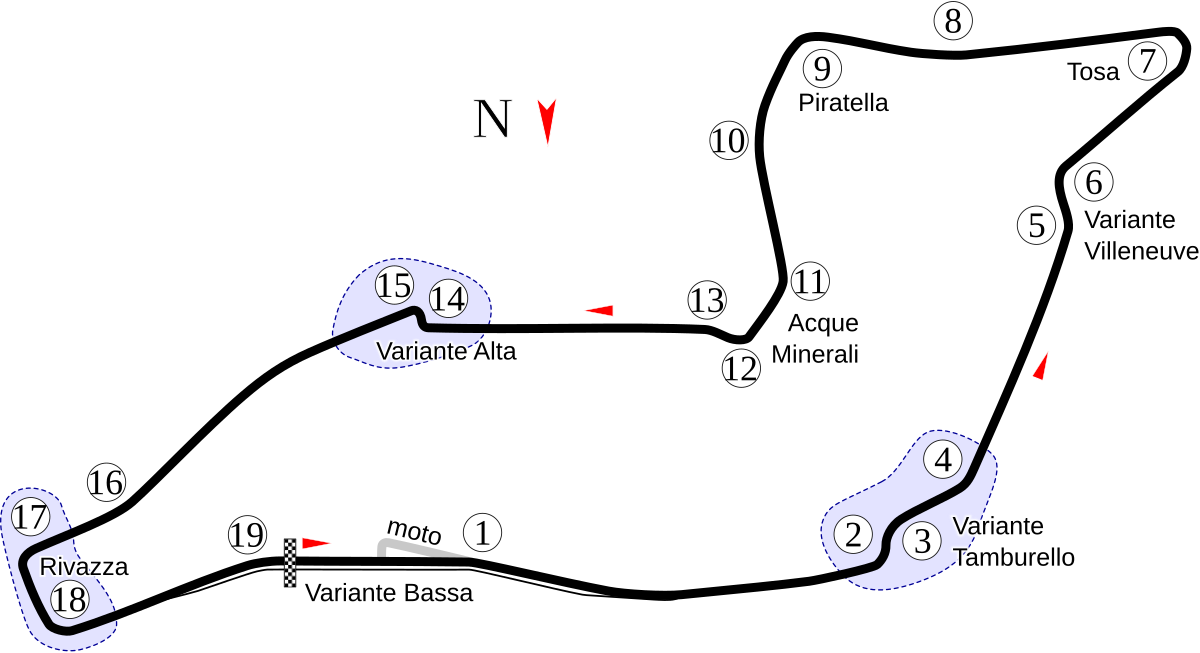 8
7
Tosa
9
Piratella
N
10
6
5
Variante
Villeneuve
15
14
13
11
Acque
Minerali
Variante Alta
12
4
16
17
moto
19
1
2
3
Variante
Tamburello
Rivazza
18
Variante Bassa